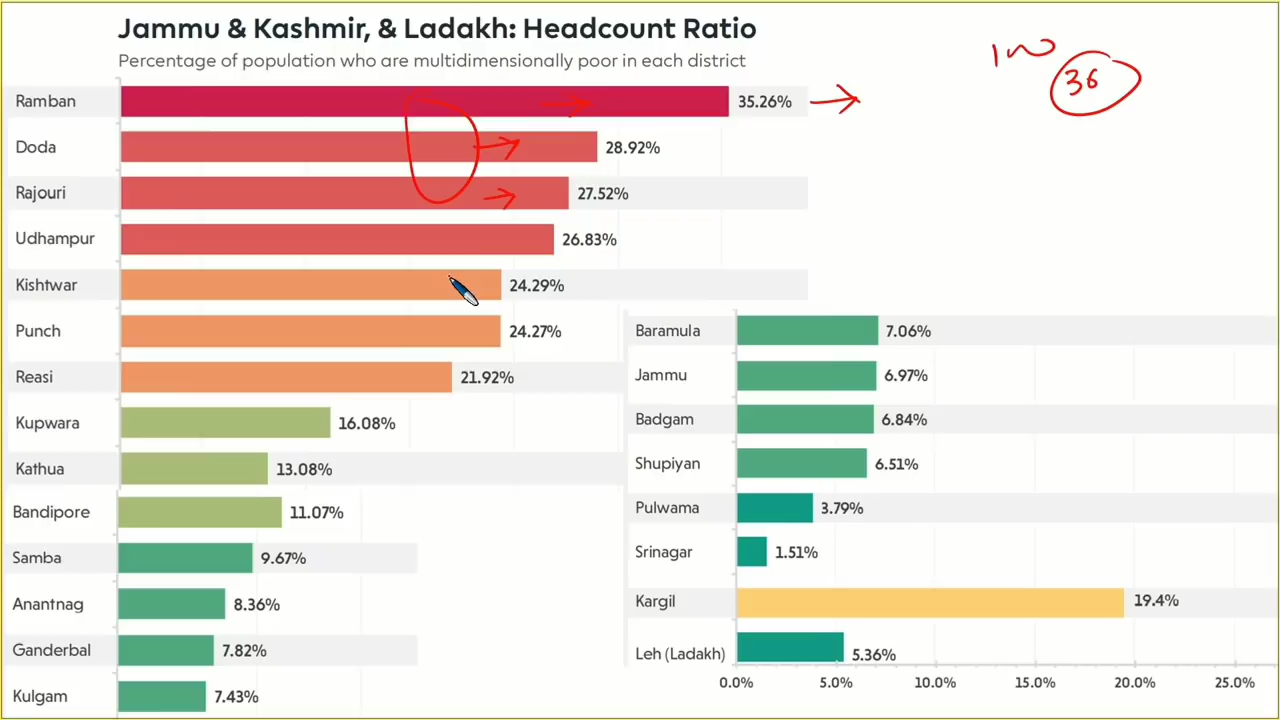 Jammu & Kashmir, & Ladakh: Headcount Ratio
Percentage of population who are multidimensionally poor in each district
100
36
Ramban 35.26%
Doda 28.92%
Rajouri 27.52%
Udhampur 26.83%
Kishtwar 24.29%
Punch 24.27%
Reasi 21.92%
Kupwara 16.08%
Kathua 13.08%
Bandipore 11.07%
Samba 9.67%
Anantnag 8.36%
Ganderbal 7.82%
Kulgam 7.43%
Baramula 7.06%
Jammu 6.97%
Badgam 6.84%
Shupiyan 6.51%
Pulwama 3.79%
Srinagar 1.51%
Kargil 19.4%
Leh (Ladakh) 5.36%
0.0% 5.0% 10.0% 15.0% 20.0% 25.0%